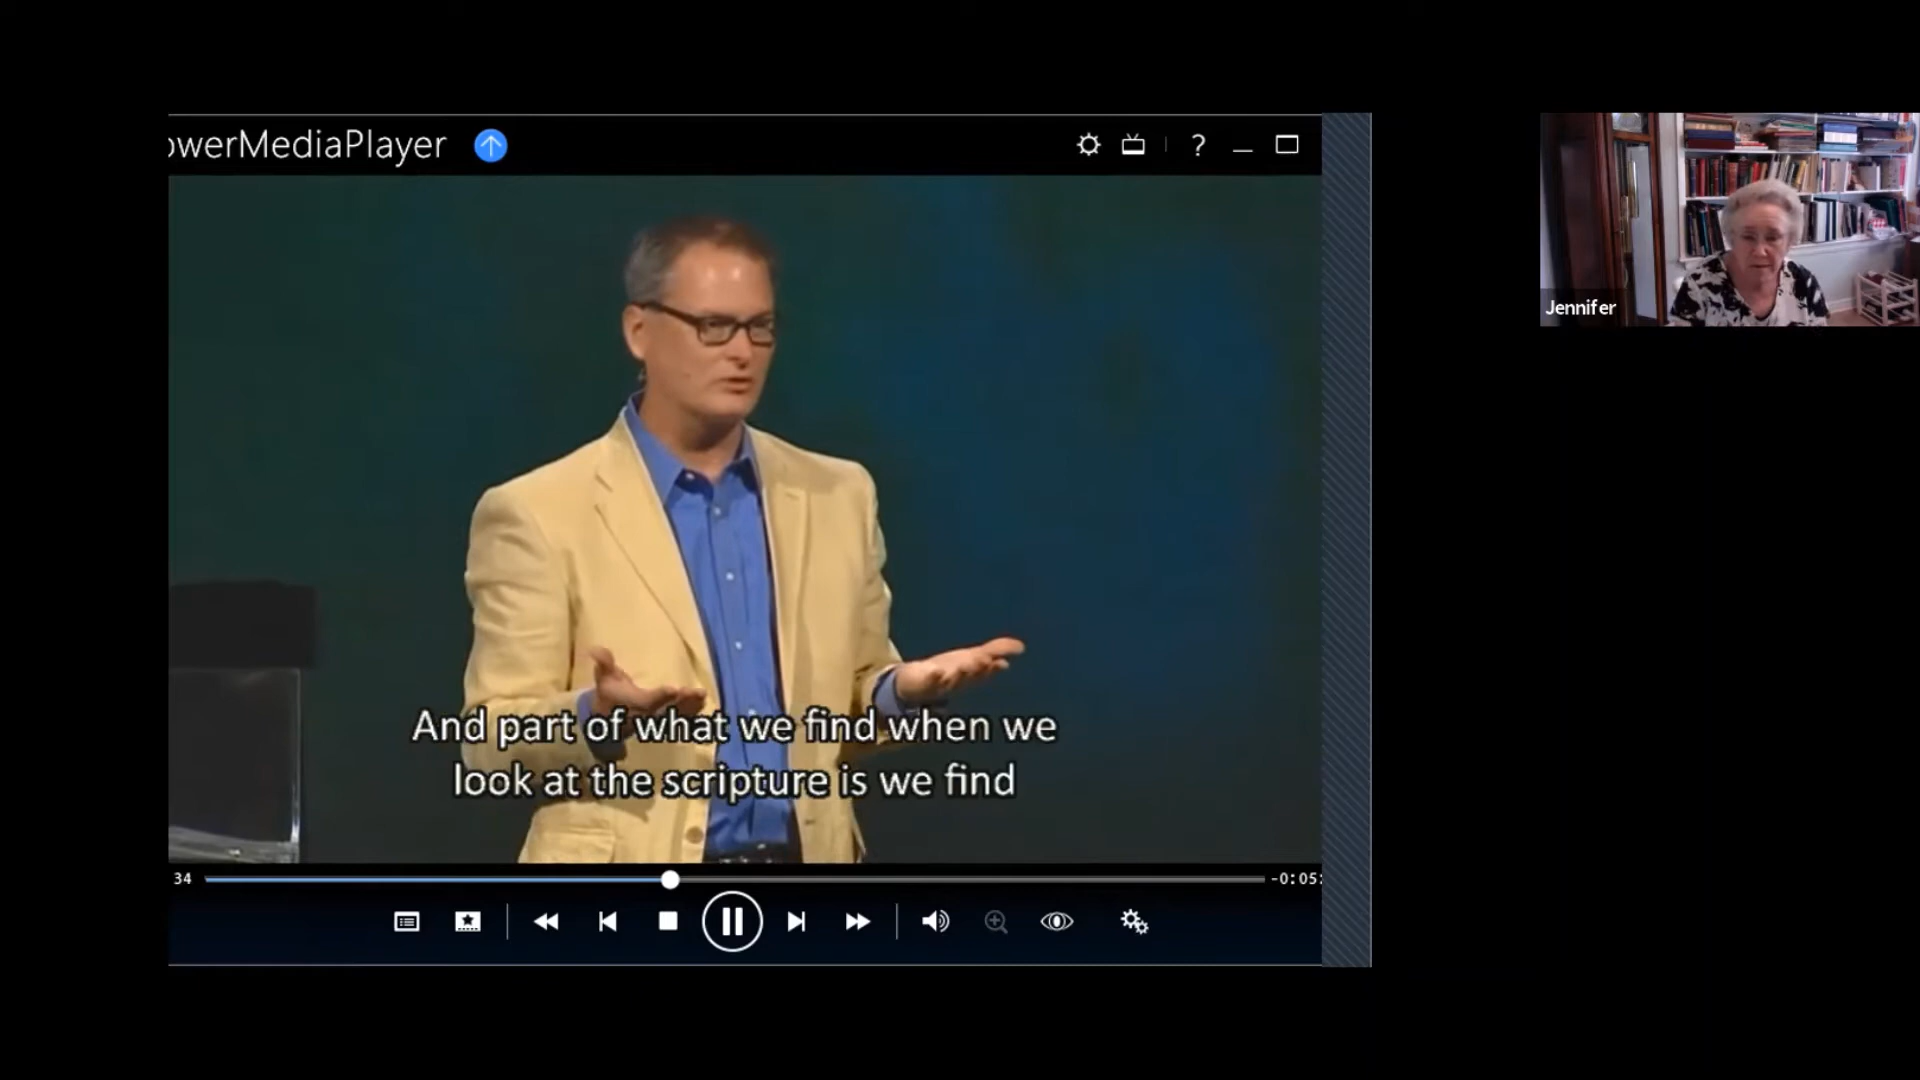 owerMediaPlayer
?
And part of what we find when we
look at the scripture is we find
34
-0:05:
Jennifer